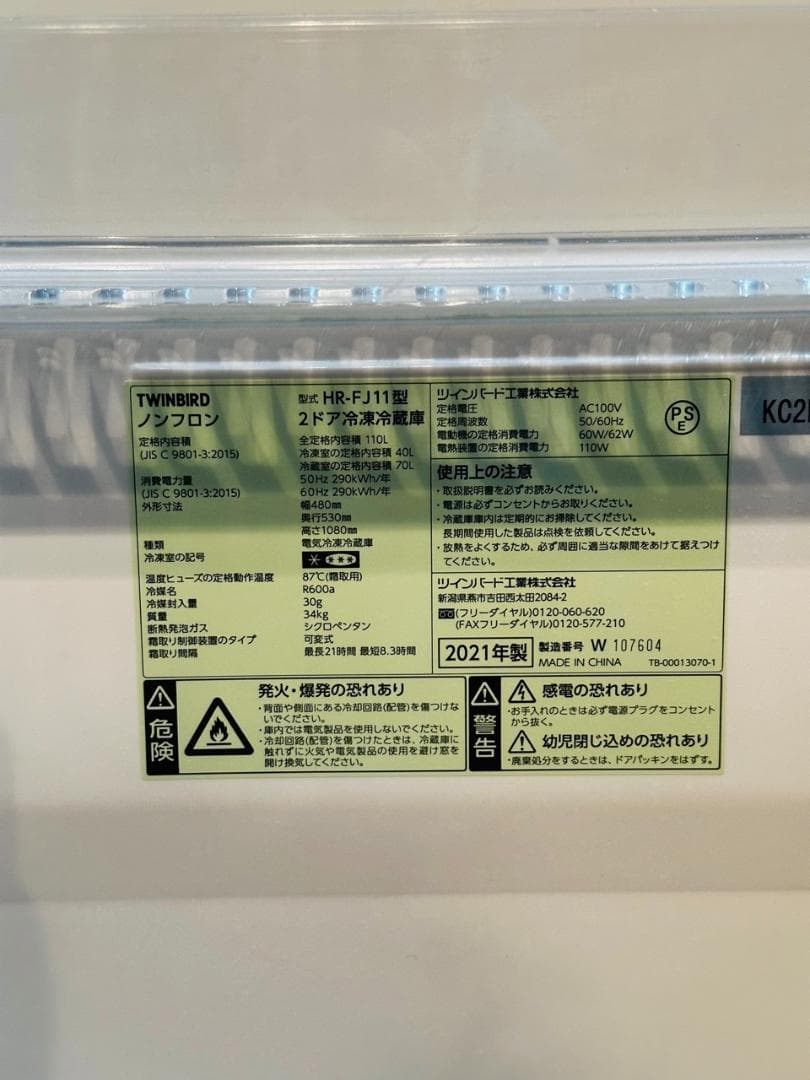 TWINBIRD 型式 HR-FJ11型
ノンフロン 2ドア冷凍冷蔵庫
定格内容積 全定格内容積 110L
(JIS C 9801-3:2015) 冷凍室の定格内容積 40L
冷蔵室の定格内容積 70L
消費電力量 50Hz 290kWh/年
(JIS C 9801-3:2015) 60Hz 290kWh/年
外形寸法 幅480mm
奥行530mm
高さ1080mm
種類 電気冷凍冷蔵庫
冷凍室の記号
温度ヒューズの定格動作温度 87℃(霜取用)
冷媒名 R600a
冷媒封入量 30g
質量 34kg
断熱発泡ガス シクロペンタン
霜取り制御装置のタイプ 可変式
霜取り間隔 最長21時間 最短8.3時間
ツインバード工業株式会社
定格電圧 AC100V
定格周波数 50/60Hz
電動機の定格消費電力 60W/62W
電熱装置の定格消費電力 110W
PS
E
使用上の注意
・取扱説明書を必ずお読みください。
・電源は必ずコンセントからお取りください。
・冷蔵庫庫内は定期的にお掃除してください。
長期間使用した製品は点検を依頼してください。
・放熱をよくするため、必ず周囲に適当な隙間をあけて据えつけ
てください。
ツインバード工業株式会社
新潟県燕市吉田西太田2084-2
(フリーダイヤル)0120-060-620
(FAXフリーダイヤル)0120-577-210
2021年製 製造番号 W 107604
MADE IN CHINA TB-00013070-1
危険
発火・爆発の恐れあり
・背面や側面にある冷却回路(配管)を傷つけな
いでください。
・庫内では電気製品を使用しないでください。
・冷却回路(配管)を傷つけたときは、冷蔵庫に
触れずに火気や電気製品の使用を避け窓を
開け換気してください。
警告
感電の恐れあり
・お手入れのときは必ず電源プラグをコンセント
から抜く。
幼児閉じ込めの恐れあり
・廃棄処分をするときは、ドアパッキンをはずす。